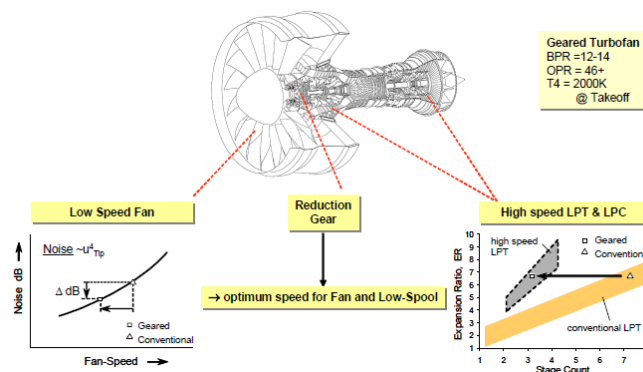 Geared Turbofan
BPR =12-14
OPR = 46+
T4 = 2000K
@ Takeoff
Low Speed Fan
Reduction
Gear
High speed LPT & LPC
Noise dB
Noise ~u⁴Tip
Δ dB
□ Geared
△ Conventional
Fan-Speed
→ optimum speed for Fan and Low-Spool
Expansion Ratio, ER
10
9
8
7
6
5
4
3
2
1
high speed
LPT
□ Geared
△ Convention
conventional LPT
1 2 3 4 5 6 7
Stage Count